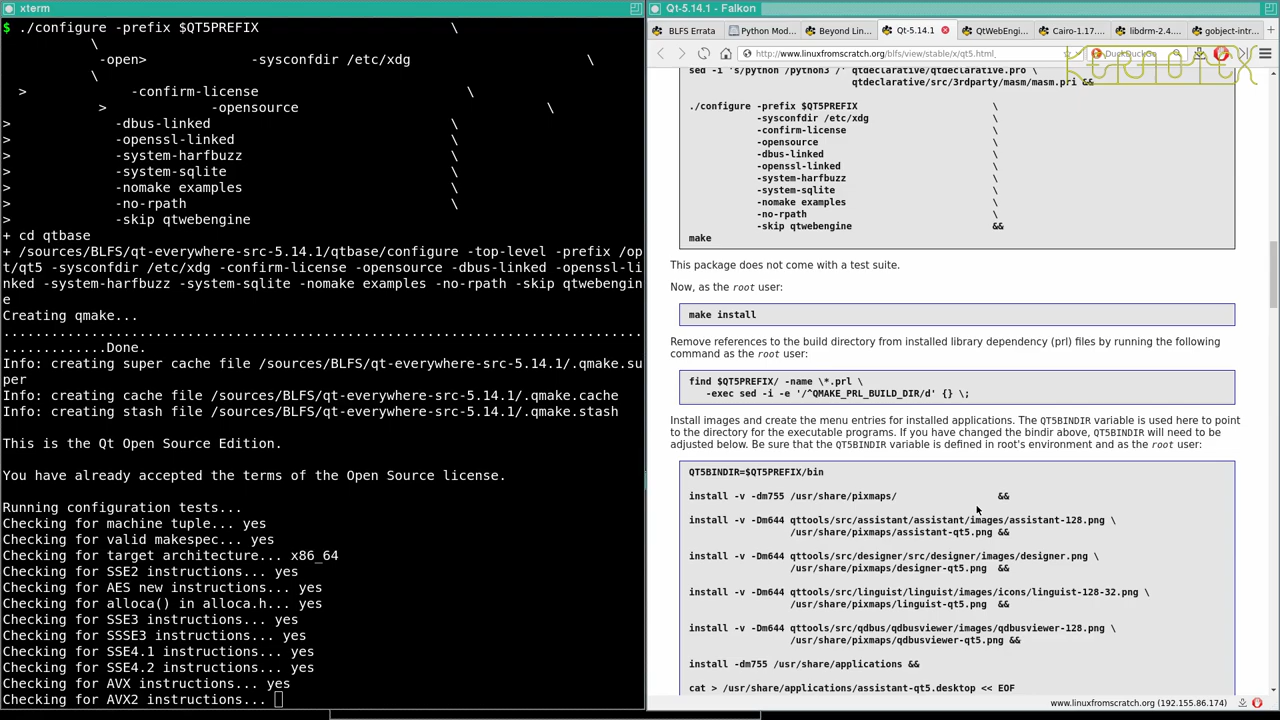 xterm
$ ./configure -prefix $QT5PREFIX \
\
-open> -sysconfdir /etc/xdg \
\
> -confirm-license \
> -opensource \
> -dbus-linked \
> -openssl-linked \
> -system-harfbuzz \
> -system-sqlite \
> -nomake examples \
> -no-rpath \
> -skip qtwebengine
+ cd qtbase
+ /sources/BLFS/qt-everywhere-src-5.14.1/qtbase/configure -top-level -prefix /op
t/qt5 -sysconfdir /etc/xdg -confirm-license -opensource -dbus-linked -openssl-li
nked -system-harfbuzz -system-sqlite -nomake examples -no-rpath -skip qtwebengin
e
Creating qmake...
................................................................................
.............Done.
Info: creating super cache file /sources/BLFS/qt-everywhere-src-5.14.1/.qmake.su
per
Info: creating cache file /sources/BLFS/qt-everywhere-src-5.14.1/.qmake.cache
Info: creating stash file /sources/BLFS/qt-everywhere-src-5.14.1/.qmake.stash
This is the Qt Open Source Edition.
You have already accepted the terms of the Open Source license.
Running configuration tests...
Checking for machine tuple... yes
Checking for valid makespec... yes
Checking for target architecture... x86_64
Checking for SSE2 instructions... yes
Checking for AES new instructions... yes
Checking for alloca() in alloca.h... yes
Checking for SSE3 instructions... yes
Checking for SSSE3 instructions... yes
Checking for SSE4.1 instructions... yes
Checking for SSE4.2 instructions... yes
Checking for AVX instructions... yes
Checking for AVX2 instructions...
Qt-5.14.1 - Falkon
BLFS Errata
Python Mod...
Beyond Lin...
Qt-5.14.1
QtWebEngi...
Cairo-1.17....
libdrm-2.4....
gobject-intr...
http://www.linuxfromscratch.org/blfs/view/stable/x/qt5.html
DuckDuckGo
KERNOTEX
sed -i 's/python /python3 /' qtdeclarative/qtdeclarative.pro \
qtdeclarative/src/3rdparty/masm/masm.pri &&
./configure -prefix $QT5PREFIX \
-sysconfdir /etc/xdg \
-confirm-license \
-opensource \
-dbus-linked \
-openssl-linked \
-system-harfbuzz \
-system-sqlite \
-nomake examples \
-no-rpath \
-skip qtwebengine &&
make
This package does not come with a test suite.
Now, as the root user:
make install
Remove references to the build directory from installed library dependency (prl) files by running the following
command as the root user:
find $QT5PREFIX/ -name \*.prl \
-exec sed -i -e '/^QMAKE_PRL_BUILD_DIR/d' {} \;
Install images and create the menu entries for installed applications. The QT5BINDIR variable is used here to point
to the directory for the executable programs. If you have changed the bindir above, QT5BINDIR will need to be
adjusted below. Be sure that the QT5BINDIR variable is defined in root's environment and as the root user:
QT5BINDIR=$QT5PREFIX/bin
install -v -dm755 /usr/share/pixmaps/ &&
install -v -Dm644 qttools/src/assistant/assistant/images/assistant-128.png \
/usr/share/pixmaps/assistant-qt5.png &&
install -v -Dm644 qttools/src/designer/src/designer/images/designer.png \
/usr/share/pixmaps/designer-qt5.png &&
install -v -Dm644 qttools/src/linguist/linguist/images/icons/linguist-128-32.png \
/usr/share/pixmaps/linguist-qt5.png &&
install -v -Dm644 qttools/src/qdbus/qdbusviewer/images/qdbusviewer-128.png \
/usr/share/pixmaps/qdbusviewer-qt5.png &&
install -dm755 /usr/share/applications &&
cat > /usr/share/applications/assistant-qt5.desktop << EOF
www.linuxfromscratch.org (192.155.86.174)